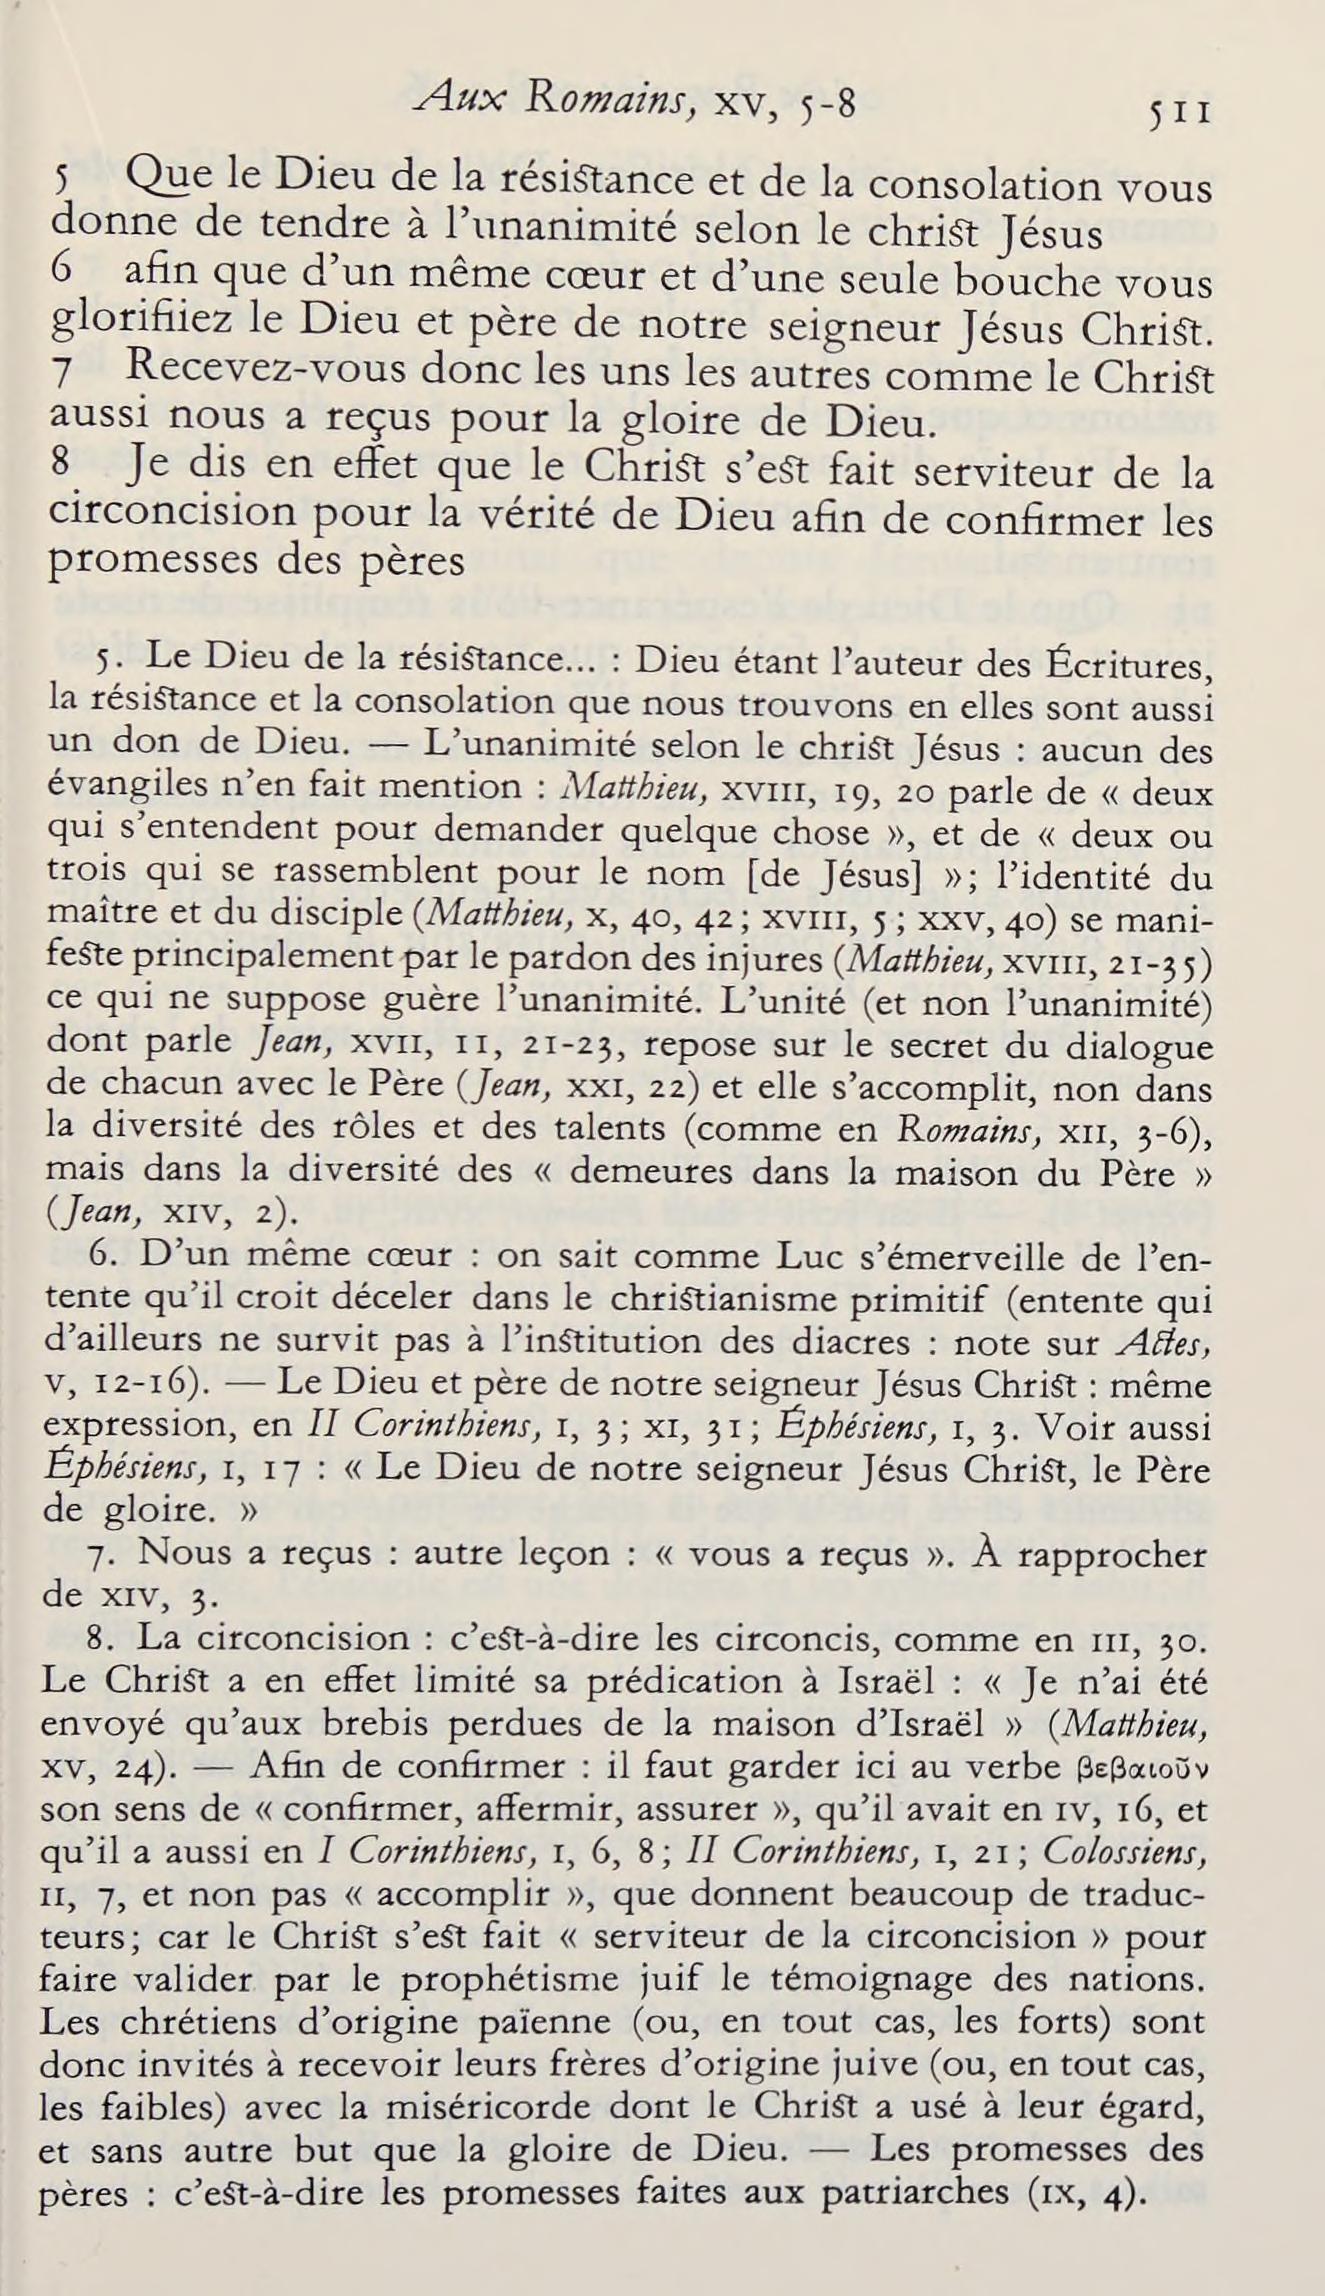 Aux Romains, XV, 5-8
511
5 Que le Dieu de la résistance et de la consolation vous
donne de tendre à l’unanimité selon le christ Jésus
6 afin que d’un même cœur et d’une seule bouche vous
glorifiiez le Dieu et père de notre seigneur Jésus Christ.
7 Recevez-vous donc les uns les autres comme le Christ
aussi nous a reçus pour la gloire de Dieu.
8 Je dis en effet que le Christ s’est fait serviteur de la
circoncision pour la vérité de Dieu afin de confirmer les
promesses des pères
5. Le Dieu de la résistance... : Dieu étant l’auteur des Écritures,
la résistance et la consolation que nous trouvons en elles sont aussi
un don de Dieu. — L’unanimité selon le christ Jésus : aucun des
évangiles n’en fait mention : Matthieu, XVIII, 19, 20 parle de « deux
qui s’entendent pour demander quelque chose », et de « deux ou
trois qui se rassemblent pour le nom [de Jésus] »; l’identité du
maître et du disciple (Matthieu, X, 40, 42; XVIII, 5; XXV, 40) se mani-
feste principalement par le pardon des injures (Matthieu, XVIII, 21-35)
ce qui ne suppose guère l’unanimité. L’unité (et non l’unanimité)
dont parle Jean, XVII, 11, 21-23, repose sur le secret du dialogue
de chacun avec le Père (Jean, XXI, 22) et elle s’accomplit, non dans
la diversité des rôles et des talents (comme en Romains, XII, 3-6),
mais dans la diversité des « demeures dans la maison du Père »
(Jean, XIV, 2).
6. D’un même cœur : on sait comme Luc s’émerveille de l’en-
tente qu’il croit déceler dans le christianisme primitif (entente qui
d’ailleurs ne survit pas à l’institution des diacres : note sur Actes,
V, 12-16). — Le Dieu et père de notre seigneur Jésus Christ : même
expression, en II Corinthiens, I, 3; XI, 31; Éphésiens, I, 3. Voir aussi
Éphésiens, I, 17 : « Le Dieu de notre seigneur Jésus Christ, le Père
de gloire. »
7. Nous a reçus : autre leçon : « vous a reçus ». À rapprocher
de XIV, 3.
8. La circoncision : c’est-à-dire les circoncis, comme en III, 30.
Le Christ a en effet limité sa prédication à Israël : « Je n’ai été
envoyé qu’aux brebis perdues de la maison d’Israël » (Matthieu,
XV, 24). — Afin de confirmer : il faut garder ici au verbe βεβαιοῦν
son sens de « confirmer, affermir, assurer », qu’il avait en IV, 16, et
qu’il a aussi en I Corinthiens, I, 6, 8; II Corinthiens, I, 21; Colossiens,
II, 7, et non pas « accomplir », que donnent beaucoup de traduc-
teurs; car le Christ s’est fait « serviteur de la circoncision » pour
faire valider par le prophétisme juif le témoignage des nations.
Les chrétiens d’origine païenne (ou, en tout cas, les forts) sont
donc invités à recevoir leurs frères d’origine juive (ou, en tout cas,
les faibles) avec la miséricorde dont le Christ a usé à leur égard,
et sans autre but que la gloire de Dieu. — Les promesses des
pères : c’est-à-dire les promesses faites aux patriarches (IX, 4).